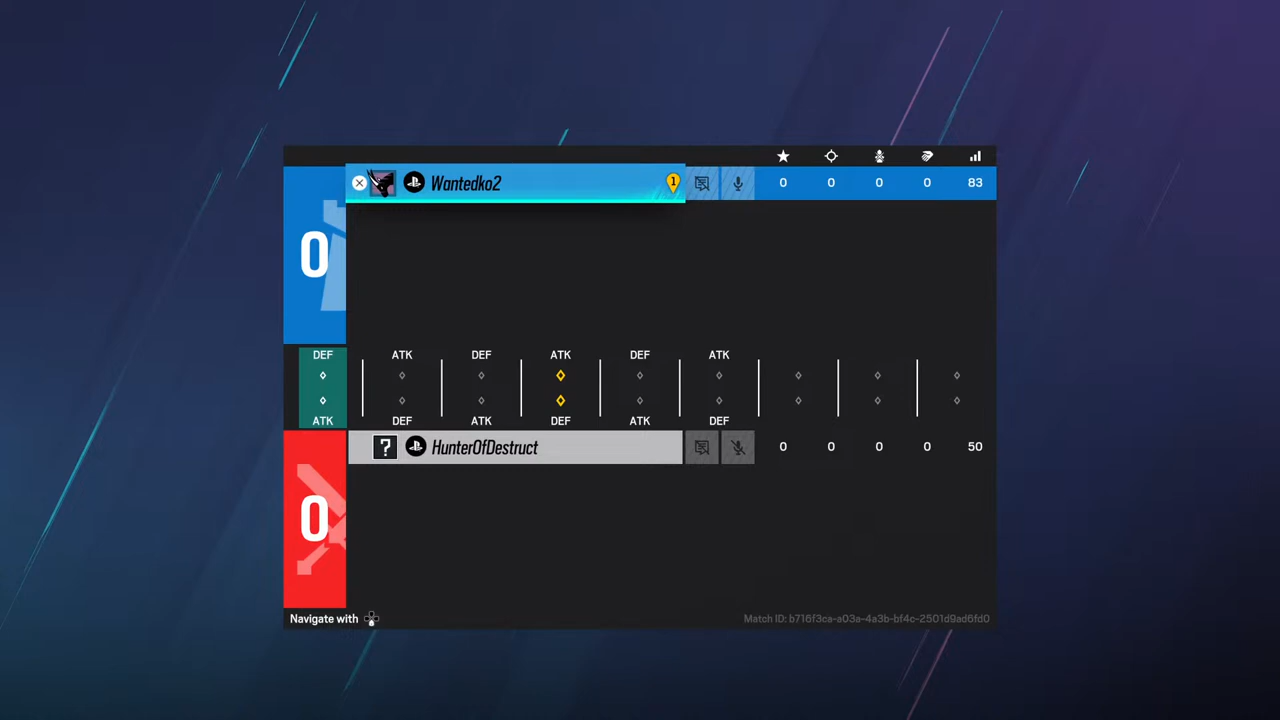 Wantedko2 1 0 0 0 0 83
0
DEF ATK DEF ATK DEF ATK
ATK DEF ATK DEF ATK DEF
? HunterOfDestruct 0 0 0 0 50
0
Navigate with
Match ID: b716f3ca-a03a-4a3b-bf4c-2501d9ad6fd0